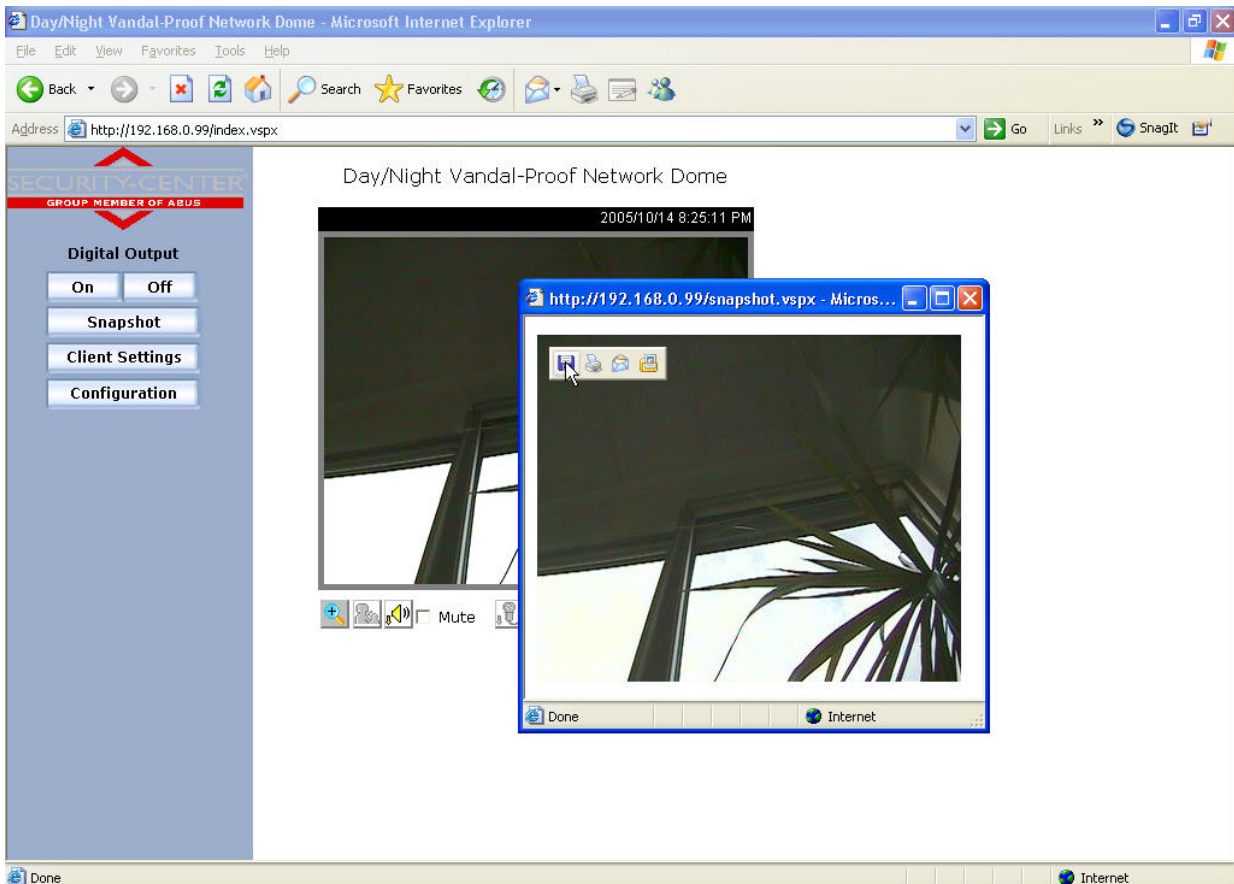 Day/Night Vandal-Proof Network Dome - Microsoft Internet Explorer
File Edit View Favorites Tools Help
Back Search Favorites
Address http://192.168.0.99/index.vspx Go Links » SnagIt
SECURITY-CENTER®
GROUP MEMBER OF ABUS
Digital Output
On Off
Snapshot
Client Settings
Configuration
Day/Night Vandal-Proof Network Dome
2005/10/14 8:25:11 PM
Mute
http://192.168.0.99/snapshot.vspx - Micros...
Done Internet
Done Internet